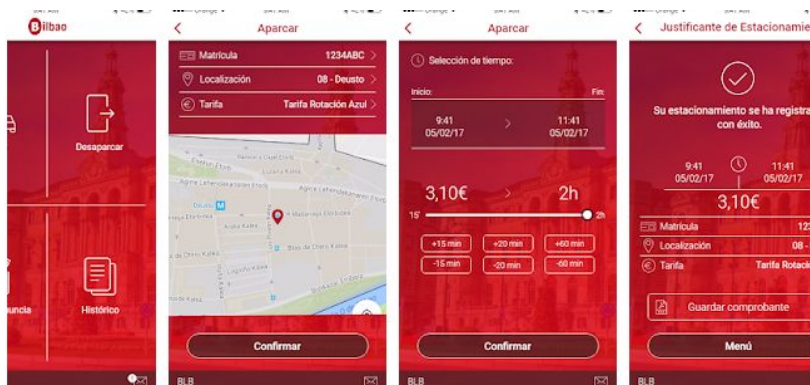 Bilbao
Desaparcar
Histórico
Aparcar
Matrícula 1234ABC
Localización 08 - Deusto
Tarifa Tarifa Rotación Azul
Deustu
Confirmar
BLB
Aparcar
Selección de tiempo:
Inicio: Fin:
9:41 11:41
05/02/17 05/02/17
3,10€ 2h
15' 2h
+15 min +20 min +60 min
-15 min -20 min -60 min
Confirmar
BLB
Justificante de Estacionamie
Su estacionamiento se ha registra
con éxito.
9:41 11:41
05/02/17 05/02/17
3,10€
Matrícula 123
Localización 08 -
Tarifa Tarifa Rotació
Guardar comprobante
Menú
BLB